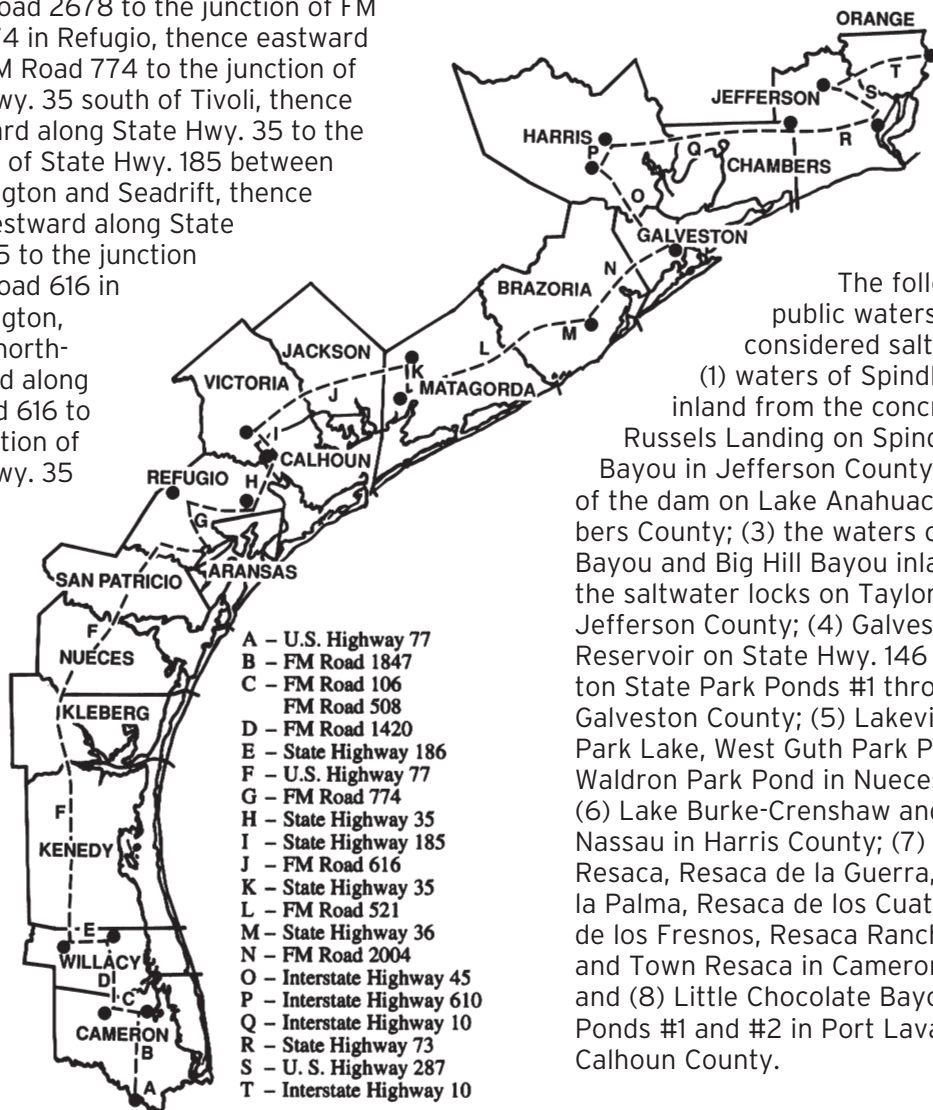 oad 2678 to the junction of FM
74 in Refugio, thence eastward
M Road 774 to the junction of
wy. 35 south of Tivoli, thence
ard along State Hwy. 35 to the
of State Hwy. 185 between
gton and Seadrift, thence
estward along State
5 to the junction
oad 616 in
gton,
north-
d along
d 616 to
tion of
wy. 35
ORANGE
T
S
JEFFERSON
R
HARRIS
P
Q
CHAMBERS
O
GALVESTON
N
BRAZORIA
M
L
JACKSON
K
MATAGORDA
J
VICTORIA
I
CALHOUN
H
REFUGIO
G
ARANSAS
SAN PATRICIO
F
NUECES
KLEBERG
F
KENEDY
E
WILLACY
D
C
CAMERON
B
A
A – U.S. Highway 77
B – FM Road 1847
C – FM Road 106
FM Road 508
D – FM Road 1420
E – State Highway 186
F – U.S. Highway 77
G – FM Road 774
H – State Highway 35
I – State Highway 185
J – FM Road 616
K – State Highway 35
L – FM Road 521
M – State Highway 36
N – FM Road 2004
O – Interstate Highway 45
P – Interstate Highway 610
Q – Interstate Highway 10
R – State Highway 73
S – U. S. Highway 287
T – Interstate Highway 10
The foll
public waters
considered salt
(1) waters of Spindl
inland from the concr
Russels Landing on Spind
Bayou in Jefferson County
of the dam on Lake Anahuac
bers County; (3) the waters o
Bayou and Big Hill Bayou inla
the saltwater locks on Taylor
Jefferson County; (4) Galves
Reservoir on State Hwy. 146
ton State Park Ponds #1 thro
Galveston County; (5) Lakevi
Park Lake, West Guth Park P
Waldron Park Pond in Nueces
(6) Lake Burke-Crenshaw and
Nassau in Harris County; (7)
Resaca, Resaca de la Guerra,
la Palma, Resaca de los Cuat
de los Fresnos, Resaca Ranch
and Town Resaca in Cameron
and (8) Little Chocolate Bayo
Ponds #1 and #2 in Port Lava
Calhoun County.